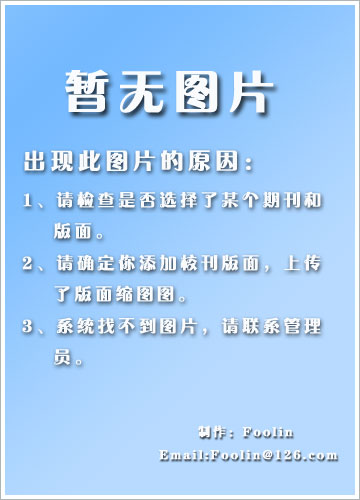 暂无图片
出现此图片的原因：
1、请检查是否选择了某个期刊和
版面。
2、请确定你添加该刊版面，上传
了版面缩图图。
3、系统找不到图片，请联系管理
员。
制作：Foolin
Email:Foolin@126.com